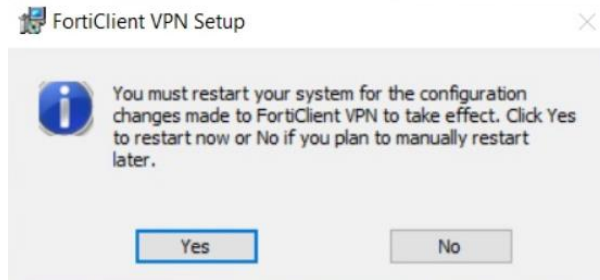 FortiClient VPN Setup
You must restart your system for the configuration
changes made to FortiClient VPN to take effect. Click Yes
to restart now or No if you plan to manually restart
later.
Yes
No